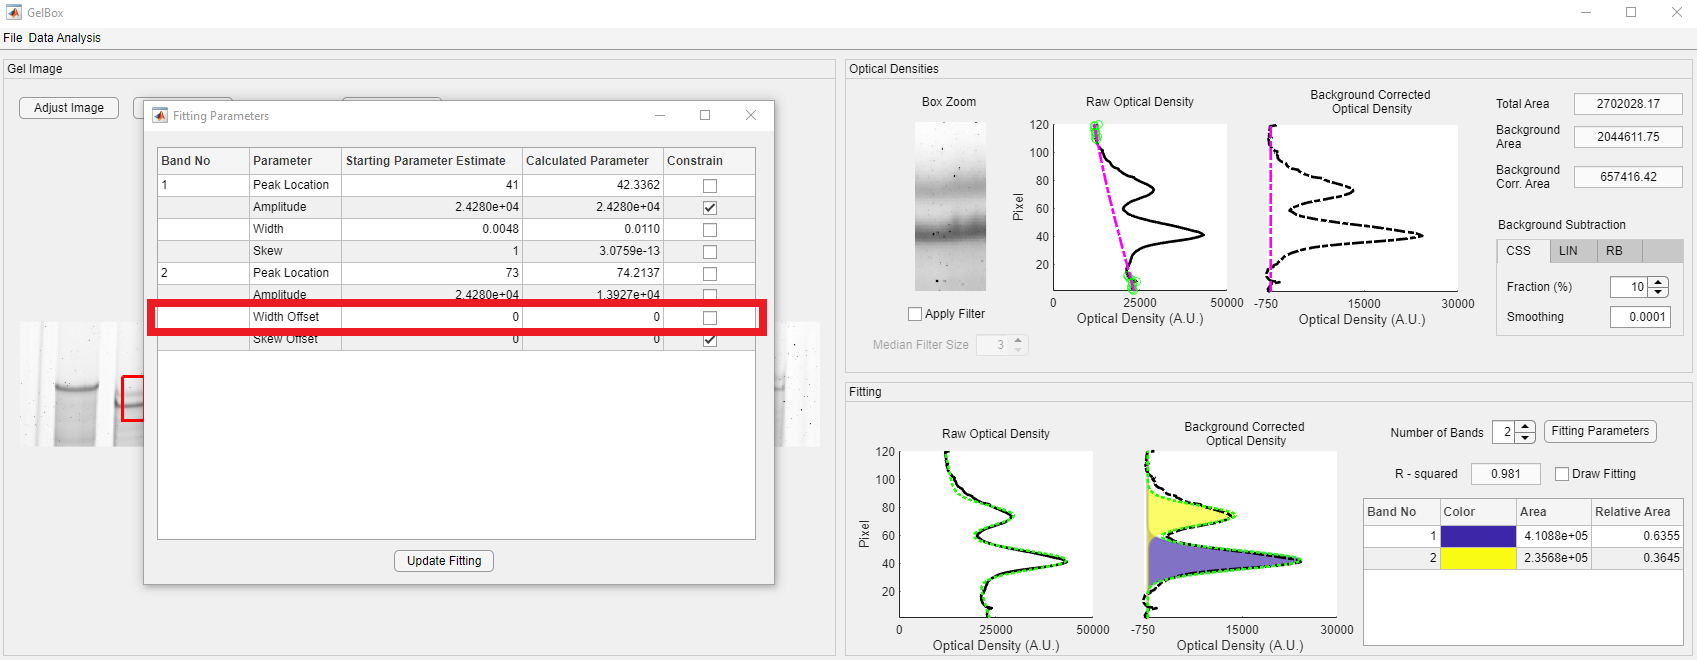 GelBox
File Data Analysis
Gel Image
Adjust Image
Fitting Parameters
Band No Parameter Starting Parameter Estimate Calculated Parameter Constrain
1 Peak Location 41 42.3362
Amplitude 2.4280e+04 2.4280e+04
Width 0.0048 0.0110
Skew 1 3.0759e-13
2 Peak Location 73 74.2137
Amplitude 2.4280e+04 1.3927e+04
Width Offset 0 0
Skew Offset 0 0
Update Fitting
Optical Densities
Box Zoom
Apply Filter
Median Filter Size 3
Raw Optical Density
120
100
80
60
40
20
Pixel
0 25000 50000
Optical Density (A.U.)
Background Corrected
Optical Density
-750 15000 30000
Optical Density (A.U.)
Total Area 2702028.17
Background
Area 2044611.75
Background
Corr. Area 657416.42
Background Subtraction
CSS LIN RB
Fraction (%) 10
Smoothing 0.0001
Fitting
Raw Optical Density
120
100
80
60
40
20
Pixel
0 25000 50000
Optical Density (A.U.)
Background Corrected
Optical Density
-750 15000 30000
Optical Density (A.U.)
Number of Bands 2 Fitting Parameters
R - squared 0.981 Draw Fitting
Band No Color Area Relative Area
1 4.1088e+05 0.6355
2 2.3568e+05 0.3645